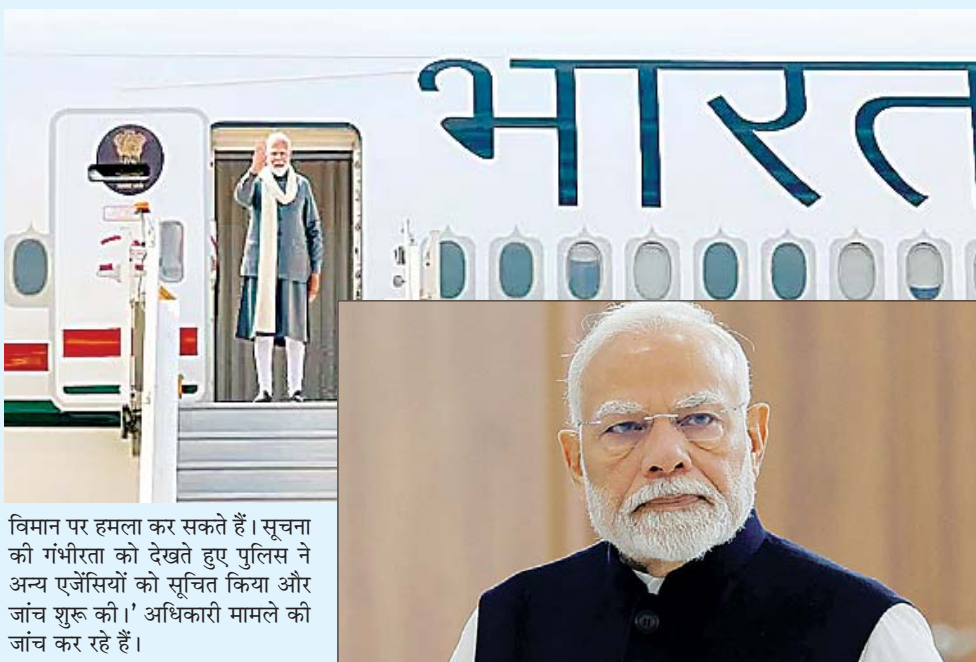 भारत
विमान पर हमला कर सकते हैं। सूचना
की गंभीरता को देखते हुए पुलिस ने
अन्य एजेंसियों को सूचित किया और
जांच शुरू की।' अधिकारी मामले की
जांच कर रहे हैं।